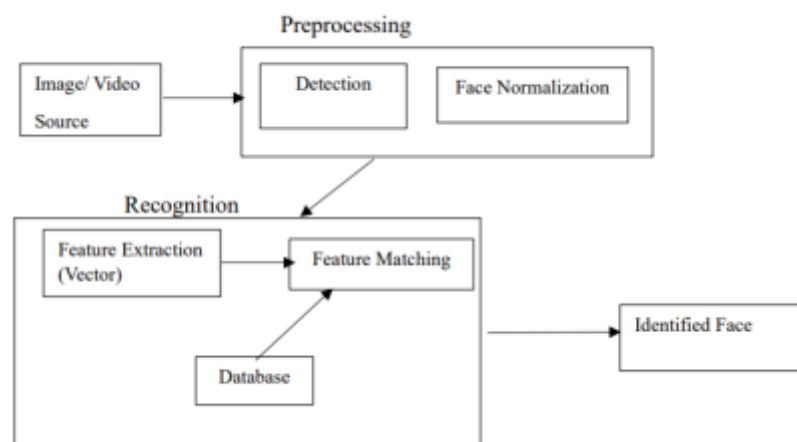 Preprocessing
Image/ Video
Source
Detection
Face Normalization
Recognition
Feature Extraction
(Vector)
Feature Matching
Identified Face
Database